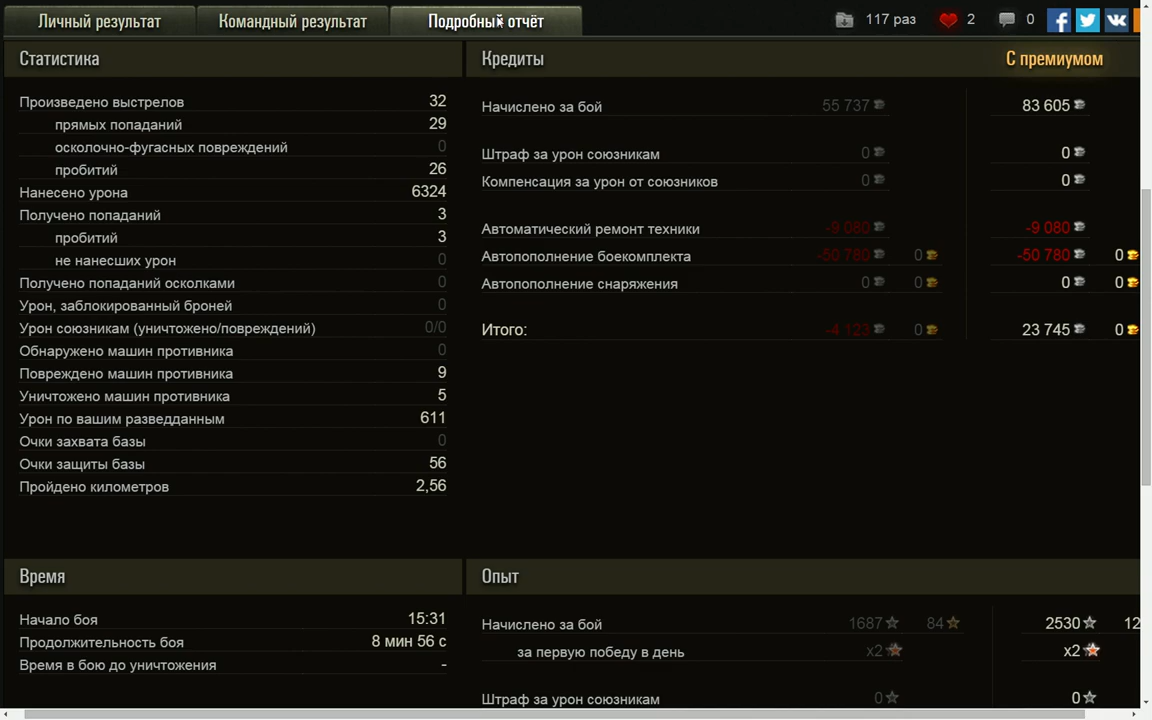 Личный результат Командный результат Подробный отчёт 117 раз 2 0
Статистика
Произведено выстрелов 32
прямых попаданий 29
осколочно-фугасных повреждений 0
пробитий 26
Нанесено урона 6324
Получено попаданий 3
пробитий 3
не нанесших урон 0
Получено попаданий осколками 0
Урон, заблокированный броней 0
Урон союзникам (уничтожено/повреждений) 0/0
Обнаружено машин противника 0
Повреждено машин противника 9
Уничтожено машин противника 5
Урон по вашим разведданным 611
Очки захвата базы 0
Очки защиты базы 56
Пройдено километров 2,56
Кредиты С премиумом
Начислено за бой 55 737 83 605
Штраф за урон союзникам 0 0
Компенсация за урон от союзников 0 0
Автоматический ремонт техники -9 080 -9 080
Автопополнение боекомплекта -50 780 0 -50 780 0
Автопополнение снаряжения 0 0 0 0
Итого: -4 123 0 23 745 0
Время
Начало боя 15:31
Продолжительность боя 8 мин 56 с
Время в бою до уничтожения -
Опыт
Начислено за бой 1687 84 2530 12
за первую победу в день x2 x2
Штраф за урон союзникам 0 0